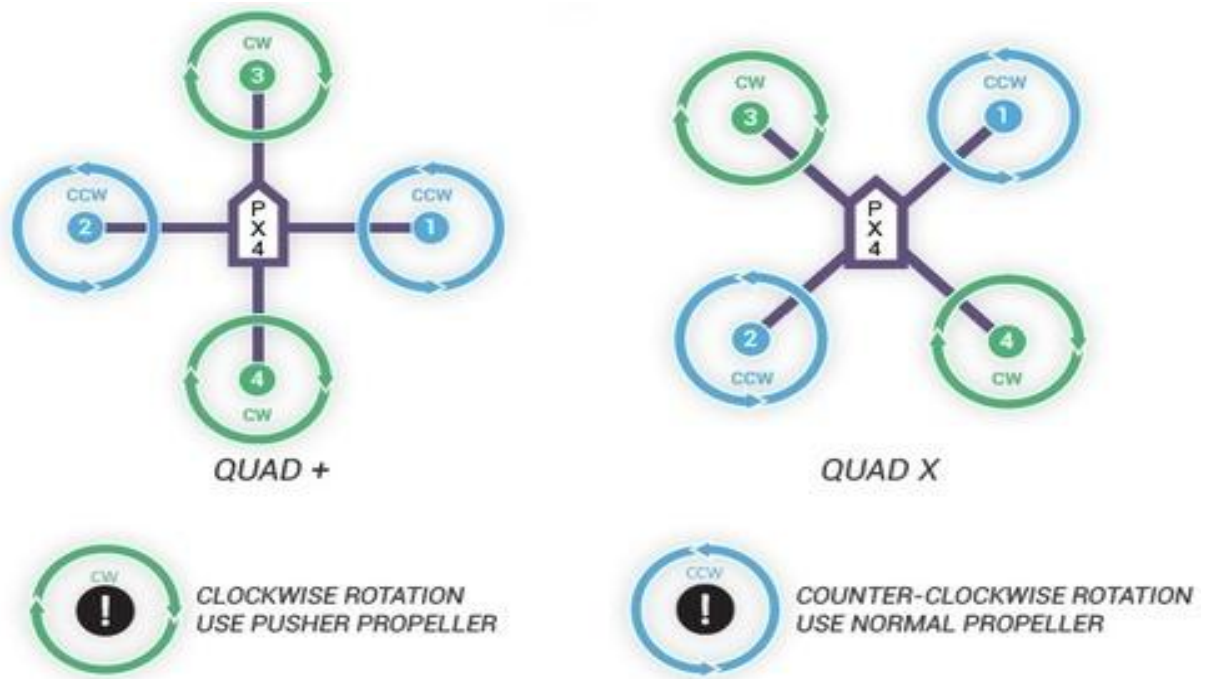 CW
3
CCW
2
P
X
4
CCW
1
4
CW
QUAD +
CW
3
CCW
1
P
X
4
2
CCW
4
CW
QUAD X
CW
!
CLOCKWISE ROTATION
USE PUSHER PROPELLER
CCW
!
COUNTER-CLOCKWISE ROTATION
USE NORMAL PROPELLER